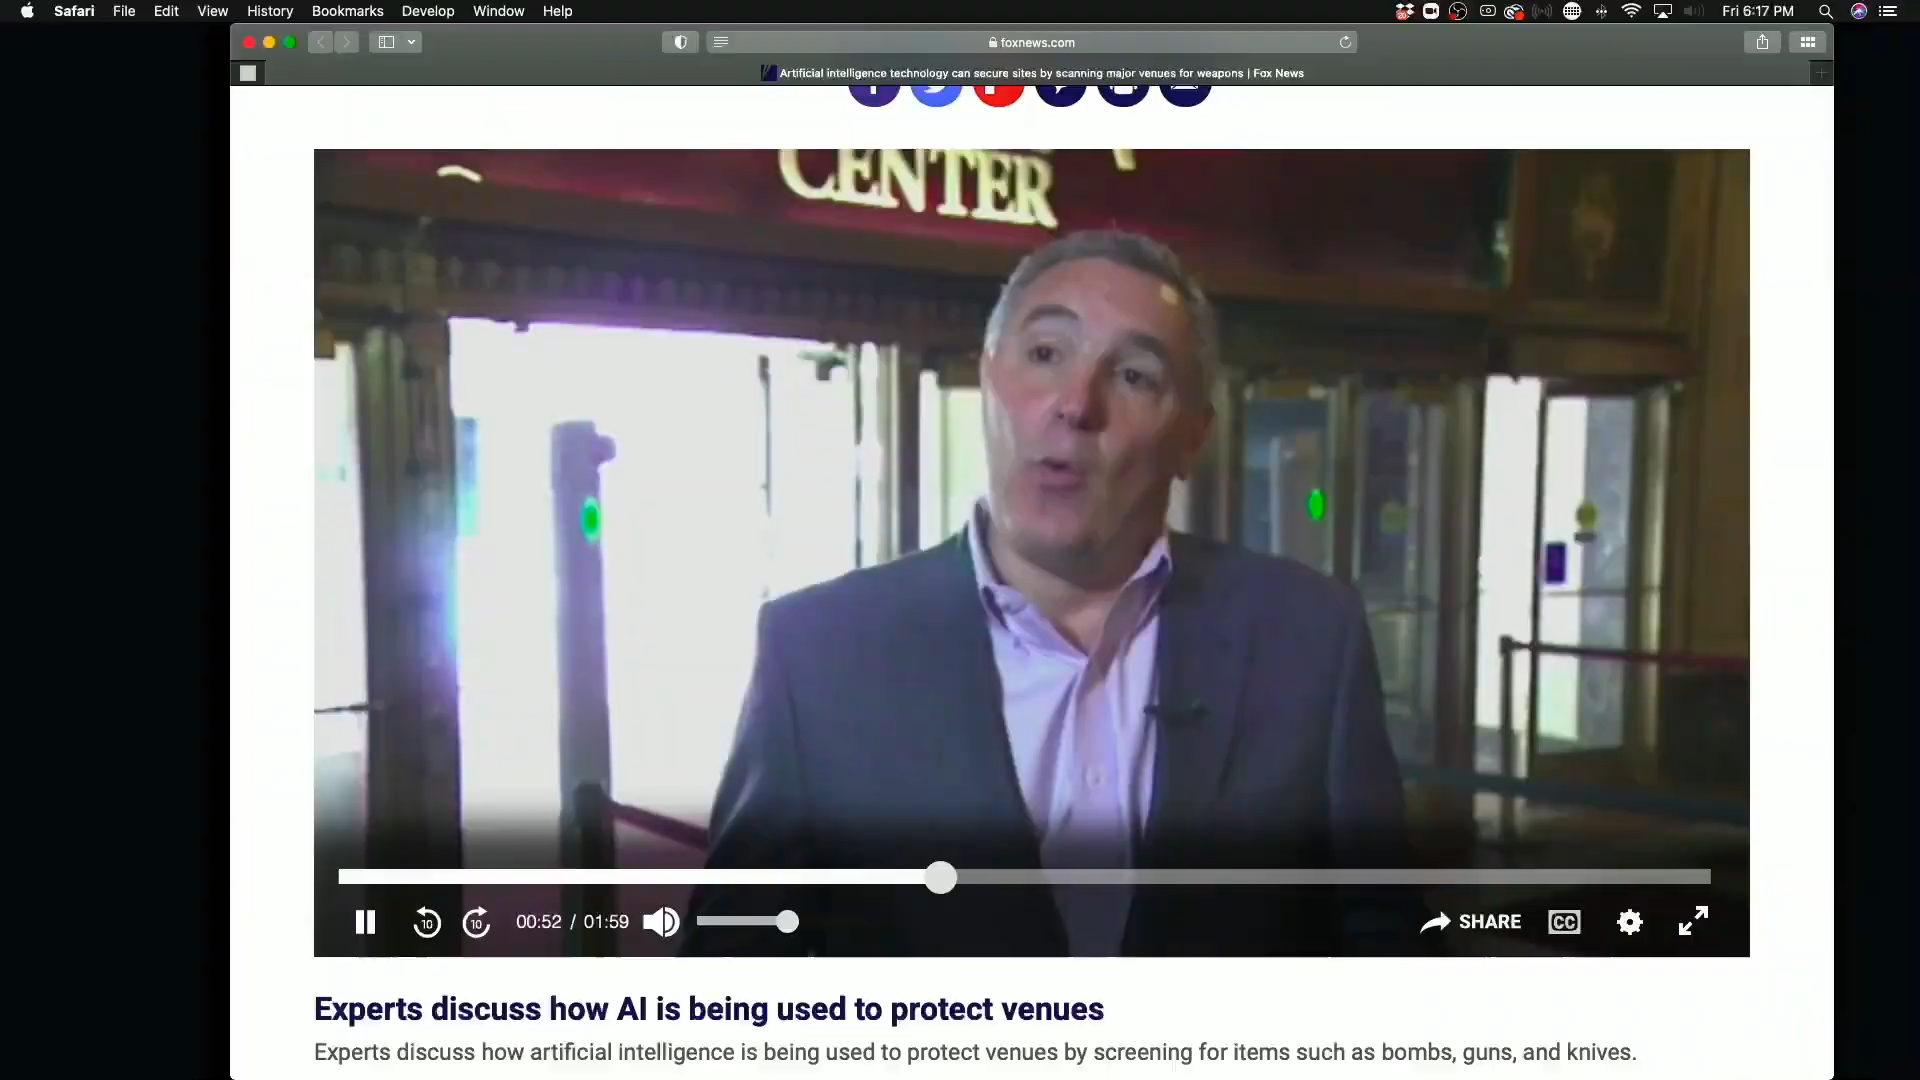 Safari File Edit View History Bookmarks Develop Window Help Fri 6:17 PM
foxnews.com
Artificial intelligence technology can secure sites by scanning major venues for weapons | Fox News
CENTER
10 10 00:52 / 01:59 SHARE CC
Experts discuss how AI is being used to protect venues
Experts discuss how artificial intelligence is being used to protect venues by screening for items such as bombs, guns, and knives.